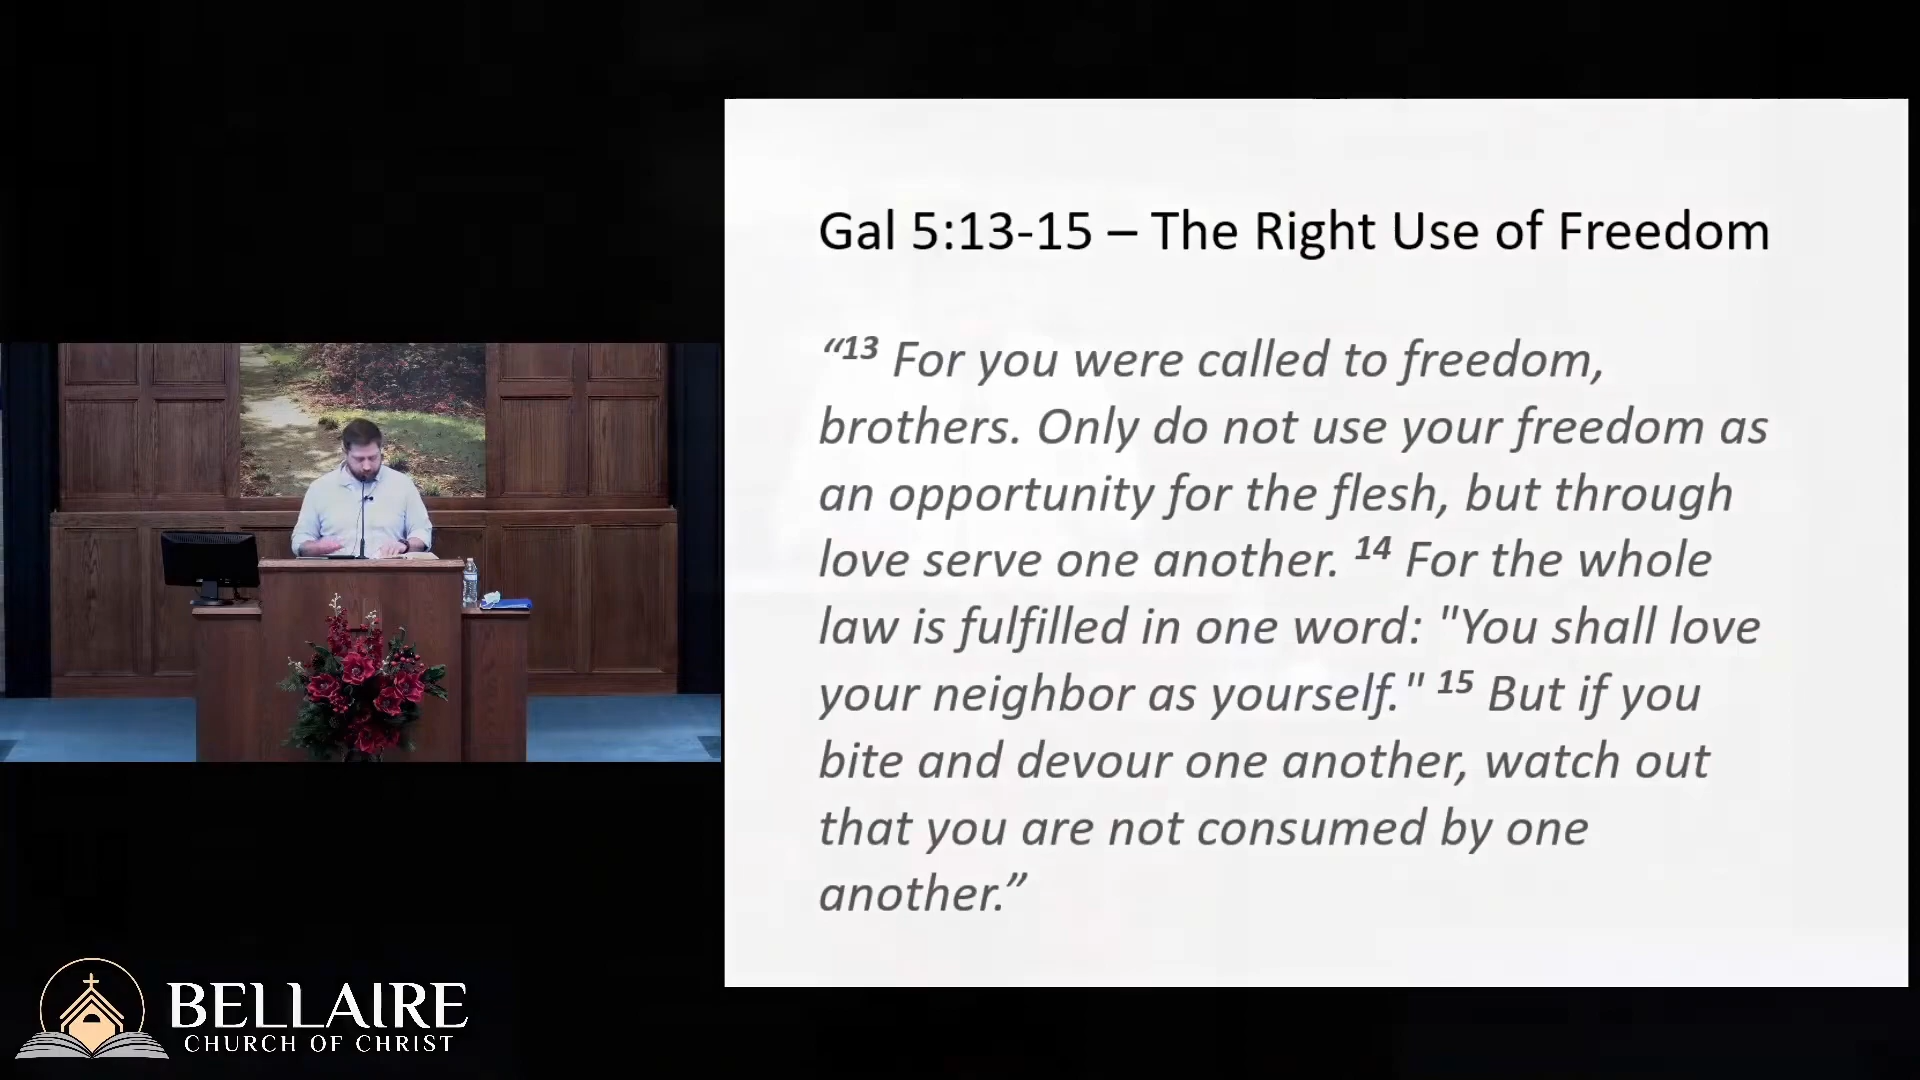 Gal 5:13-15 – The Right Use of Freedom
“13 For you were called to freedom,
brothers. Only do not use your freedom as
an opportunity for the flesh, but through
love serve one another. 14 For the whole
law is fulfilled in one word: "You shall love
your neighbor as yourself." 15 But if you
bite and devour one another, watch out
that you are not consumed by one
another.”
BELLAIRE
CHURCH OF CHRIST